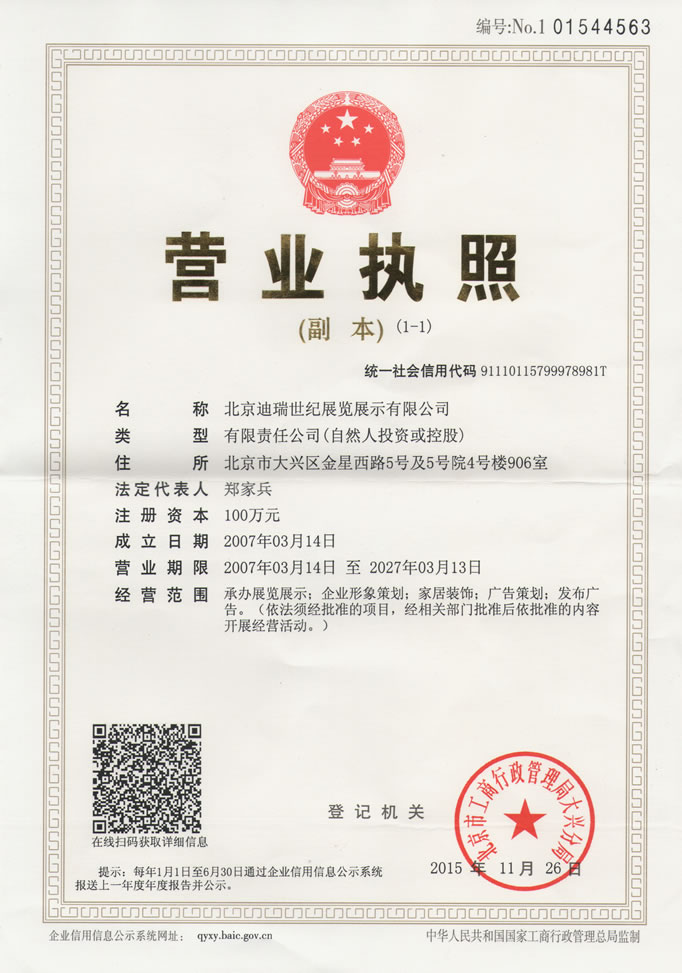 编号:No.1 01544563
营业执照
(副 本) (1-1)
统一社会信用代码 91110115799978981T
名 称 北京迪瑞世纪展览展示有限公司
类 型 有限责任公司(自然人投资或控股)
住 所 北京市大兴区金星西路5号及5号院4号楼906室
法定代表人 郑家兵
注册资本 100万元
成立日期 2007年03月14日
营业期限 2007年03月14日 至 2027年03月13日
经营范围 承办展览展示；企业形象策划；家居装饰；广告策划；发布广
告。（依法须经批准的项目，经相关部门批准后依批准的内容
开展经营活动。）
在线扫码获取详细信息
登记机关
北京市工商行政管理局大兴分局
2015 年 11 月 26 日
提示：每年1月1日至6月30日通过企业信用信息公示系统
报送上一年度年度报告并公示。
企业信用信息公示系统网址： qyxy.baic.gov.cn
中华人民共和国国家工商行政管理总局监制